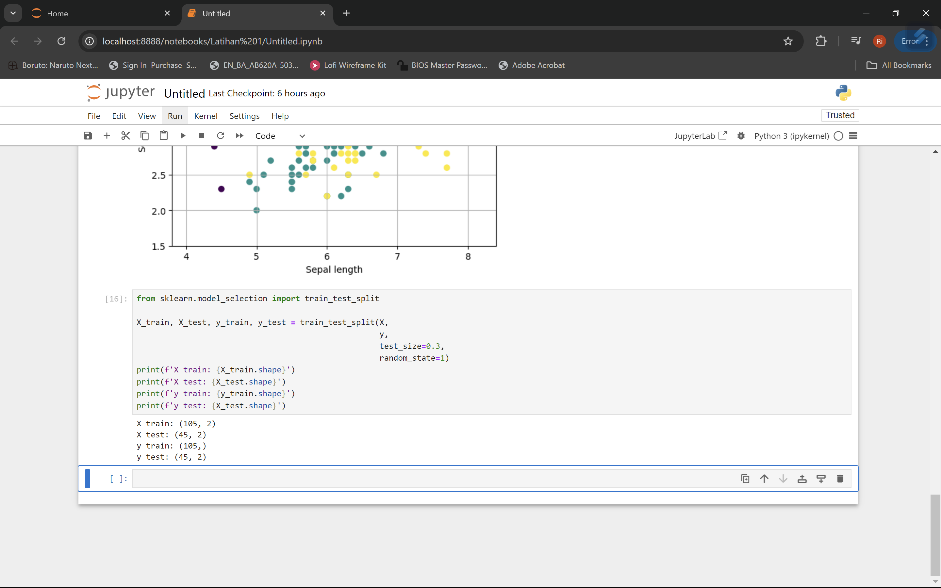 Home
Untitled
localhost:8888/notebooks/Latihan%201/Untitled.ipynb
Error
Boruto: Naruto Next...
Sign In · Purchase · S...
EN_BA_AB620A_503...
Lofi Wireframe Kit
BIOS Master Passwo...
Adobe Acrobat
All Bookmarks
jupyter Untitled Last Checkpoint: 6 hours ago
File Edit View Run Kernel Settings Help
Trusted
Code
JupyterLab
Python 3 (ipykernel)
2.5
2.0
1.5
4 5 6 7 8
Sepal length
[16]:
from sklearn.model_selection import train_test_split
X_train, X_test, y_train, y_test = train_test_split(X,
y,
test_size=0.3,
random_state=1)
print(f'X train: {X_train.shape}')
print(f'X test: {X_test.shape}')
print(f'y train: {y_train.shape}')
print(f'y test: {X_test.shape}')
X train: (105, 2)
X test: (45, 2)
y train: (105,)
y test: (45, 2)
[ ]: